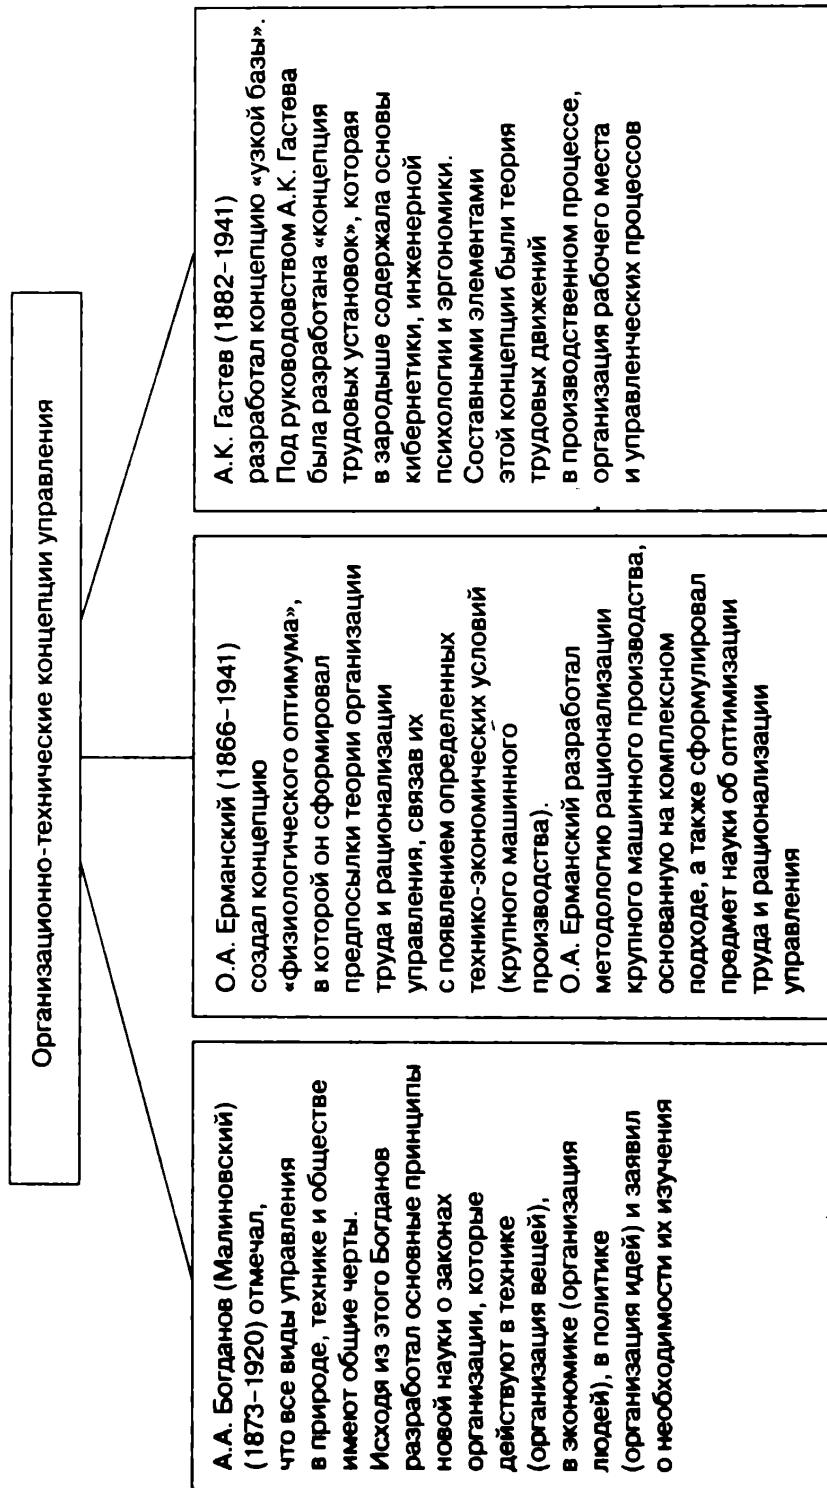 Организационно-технические концепции управления
А.А. Богданов (Малиновский)
(1873–1920) отмечал,
что все виды управления
в природе, технике и обществе
имеют общие черты.
Исходя из этого Богданов
разработал основные принципы
новой науки о законах
организации, которые
действуют в технике
(организация вещей),
в экономике (организация
людей), в политике
(организация идей) и заявил
о необходимости их изучения
О.А. Ерманский (1866–1941)
создал концепцию
«физиологического оптимума»,
в которой он сформировал
предпосылки теории организации
труда и рационализации
управления, связав их
с появлением определенных
технико-экономических условий
(крупного машинного
производства).
О.А. Ерманский разработал
методологию рационализации
крупного машинного производства,
основанную на комплексном
подходе, а также сформулировал
предмет науки об оптимизации
труда и рационализации
управления
А.К. Гастев (1882–1941)
разработал концепцию «узкой базы».
Под руководством А.К. Гастева
была разработана «концепция
трудовых установок», которая
в зародыше содержала основы
кибернетики, инженерной
психологии и эргономики.
Составными элементами
этой концепции были теория
трудовых движений
в производственном процессе,
организация рабочего места
и управленческих процессов